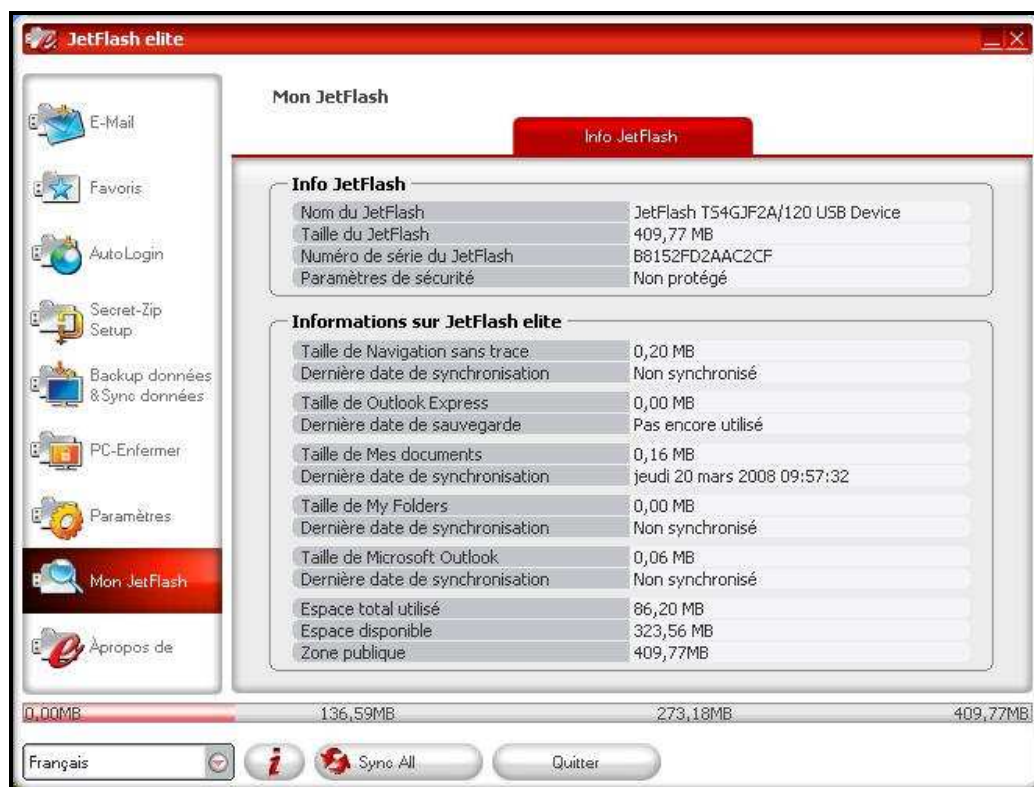 JetFlash elite
E-Mail
Favoris
AutoLogin
Secret-Zip
Setup
Backup données
&Sync données
PC-Enfermer
Paramètres
Mon JetFlash
Àpropos de
Mon JetFlash
Info JetFlash
Info JetFlash
Nom du JetFlash JetFlash TS4GJF2A/120 USB Device
Taille du JetFlash 409,77 MB
Numéro de série du JetFlash B8152FD2AAC2CF
Paramètres de sécurité Non protégé
Informations sur JetFlash elite
Taille de Navigation sans trace 0,20 MB
Dernière date de synchronisation Non synchronisé
Taille de Outlook Express 0,00 MB
Dernière date de sauvegarde Pas encore utilisé
Taille de Mes documents 0,16 MB
Dernière date de synchronisation jeudi 20 mars 2008 09:57:32
Taille de My Folders 0,00 MB
Dernière date de synchronisation Non synchronisé
Taille de Microsoft Outlook 0,06 MB
Dernière date de synchronisation Non synchronisé
Espace total utilisé 86,20 MB
Espace disponible 323,56 MB
Zone publique 409,77MB
0,00MB 136,59MB 273,18MB 409,77MB
Français i Sync All Quitter